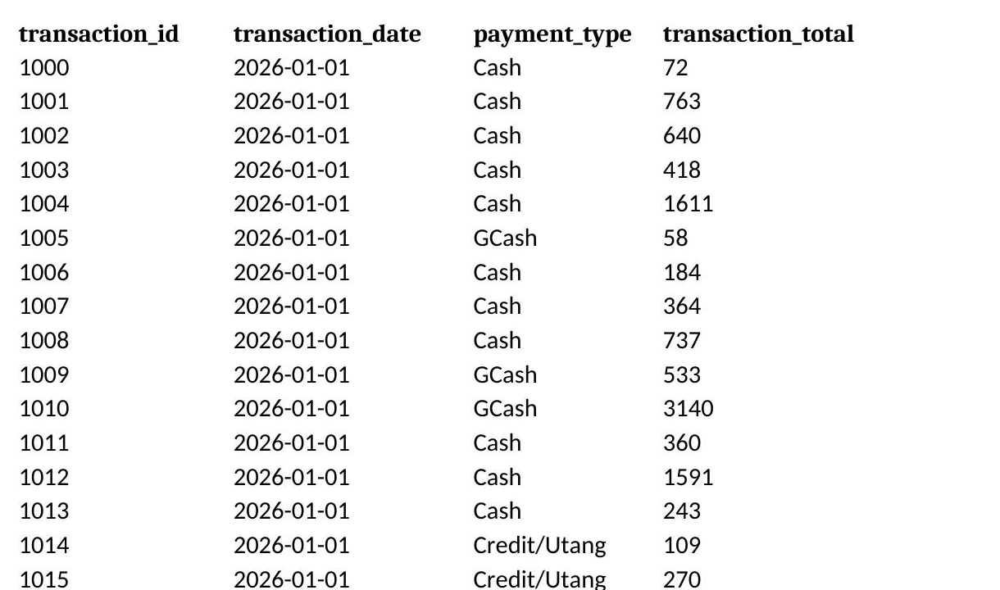 transaction_id transaction_date payment_type transaction_total
1000 2026-01-01 Cash 72
1001 2026-01-01 Cash 763
1002 2026-01-01 Cash 640
1003 2026-01-01 Cash 418
1004 2026-01-01 Cash 1611
1005 2026-01-01 GCash 58
1006 2026-01-01 Cash 184
1007 2026-01-01 Cash 364
1008 2026-01-01 Cash 737
1009 2026-01-01 GCash 533
1010 2026-01-01 GCash 3140
1011 2026-01-01 Cash 360
1012 2026-01-01 Cash 1591
1013 2026-01-01 Cash 243
1014 2026-01-01 Credit/Utang 109
1015 2026-01-01 Credit/Utang 270